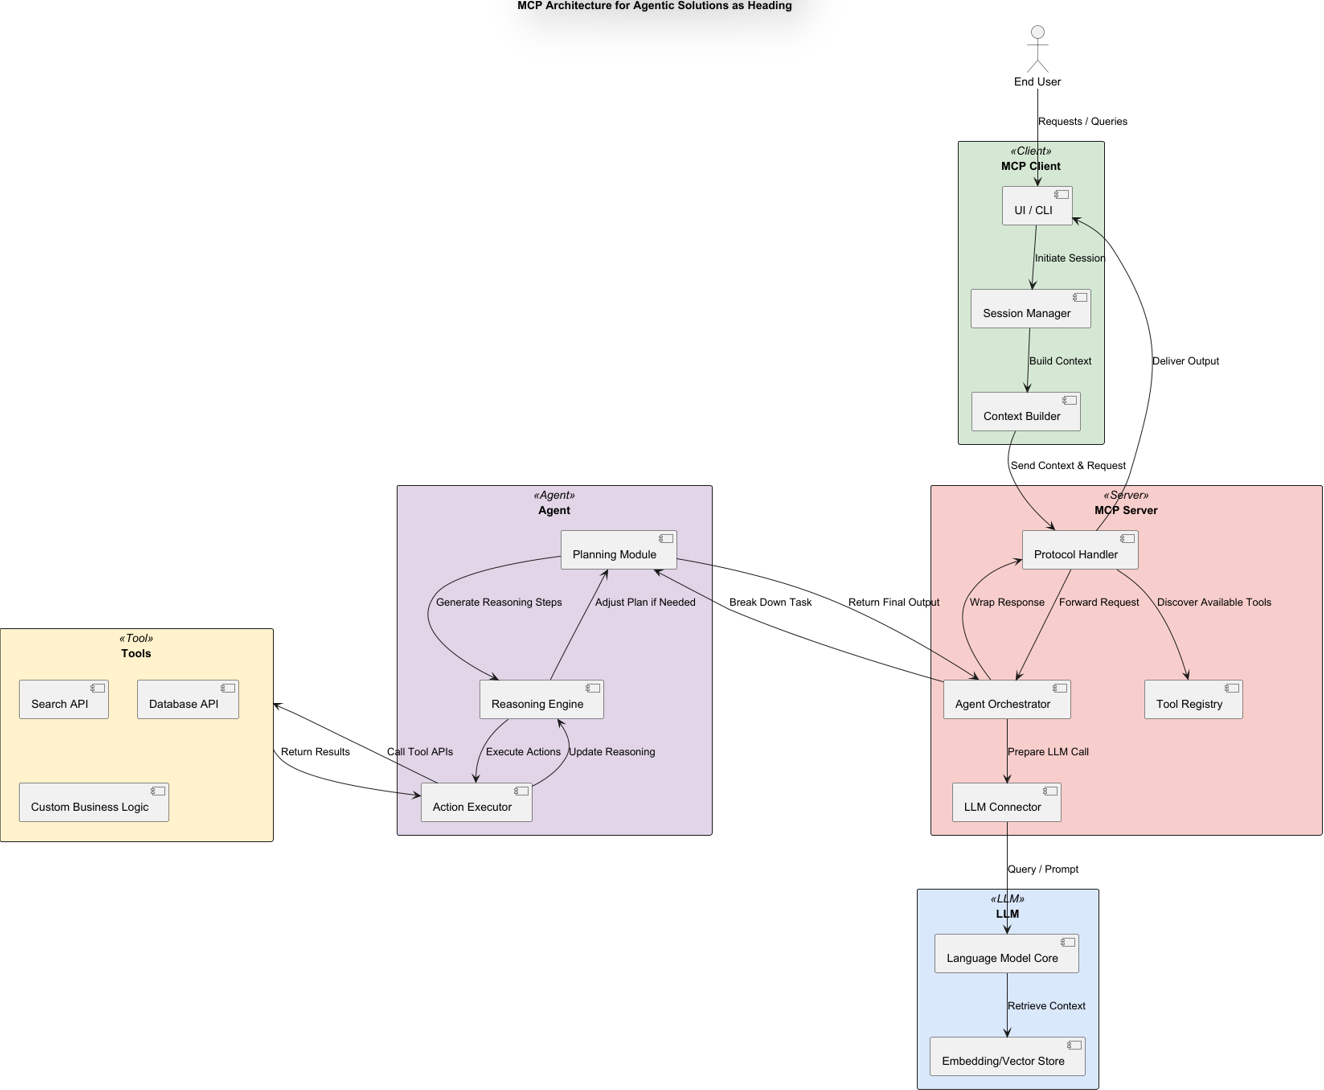 MCP Architecture for Agentic Solutions as Heading
End User
Requests / Queries
«Client»
MCP Client
UI / CLI
Initiate Session
Session Manager
Build Context
Deliver Output
Context Builder
Send Context & Request
«Agent»
Agent
Planning Module
Generate Reasoning Steps
Adjust Plan if Needed
Break Down Task
Return Final Output
Reasoning Engine
Execute Actions
Update Reasoning
Action Executor
«Server»
MCP Server
Protocol Handler
Wrap Response
Forward Request
Discover Available Tools
Agent Orchestrator
Tool Registry
Prepare LLM Call
LLM Connector
«Tool»
Tools
Search API
Database API
Return Results
Call Tool APIs
Custom Business Logic
Query / Prompt
«LLM»
LLM
Language Model Core
Retrieve Context
Embedding/Vector Store